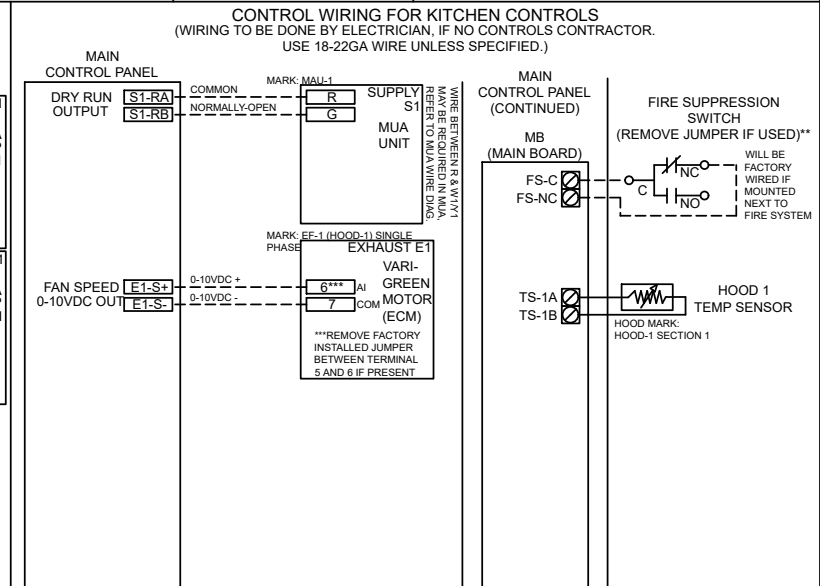 CONTROL WIRING FOR KITCHEN CONTROLS
(WIRING TO BE DONE BY ELECTRICIAN, IF NO CONTROLS CONTRACTOR.
USE 18-22GA WIRE UNLESS SPECIFIED.)
MAIN
CONTROL PANEL
DRY RUN
OUTPUT
S1-RA
S1-RB
COMMON
NORMALLY-OPEN
MARK: MAU-1
R
G
SUPPLY
S1
MUA
UNIT
WIRE BETWEEN R & W1/Y1
MAY BE REQUIRED IN MUA,
REFER TO MUA WIRE DIAG.
FAN SPEED
0-10VDC OUT
E1-S+
E1-S-
0-10VDC +
0-10VDC -
MARK: EF-1 (HOOD-1) SINGLE
PHASE
EXHAUST E1
6***
AI
7
COM
VARI-
GREEN
MOTOR
(ECM)
***REMOVE FACTORY
INSTALLED JUMPER
BETWEEN TERMINAL
5 AND 6 IF PRESENT
MAIN
CONTROL PANEL
(CONTINUED)
MB
(MAIN BOARD)
FS-C
FS-NC
TS-1A
TS-1B
FIRE SUPPRESSION
SWITCH
(REMOVE JUMPER IF USED)**
C
NC
NO
WILL BE
FACTORY
WIRED IF
MOUNTED
NEXT TO
FIRE SYSTEM
HOOD 1
TEMP SENSOR
HOOD MARK:
HOOD-1 SECTION 1